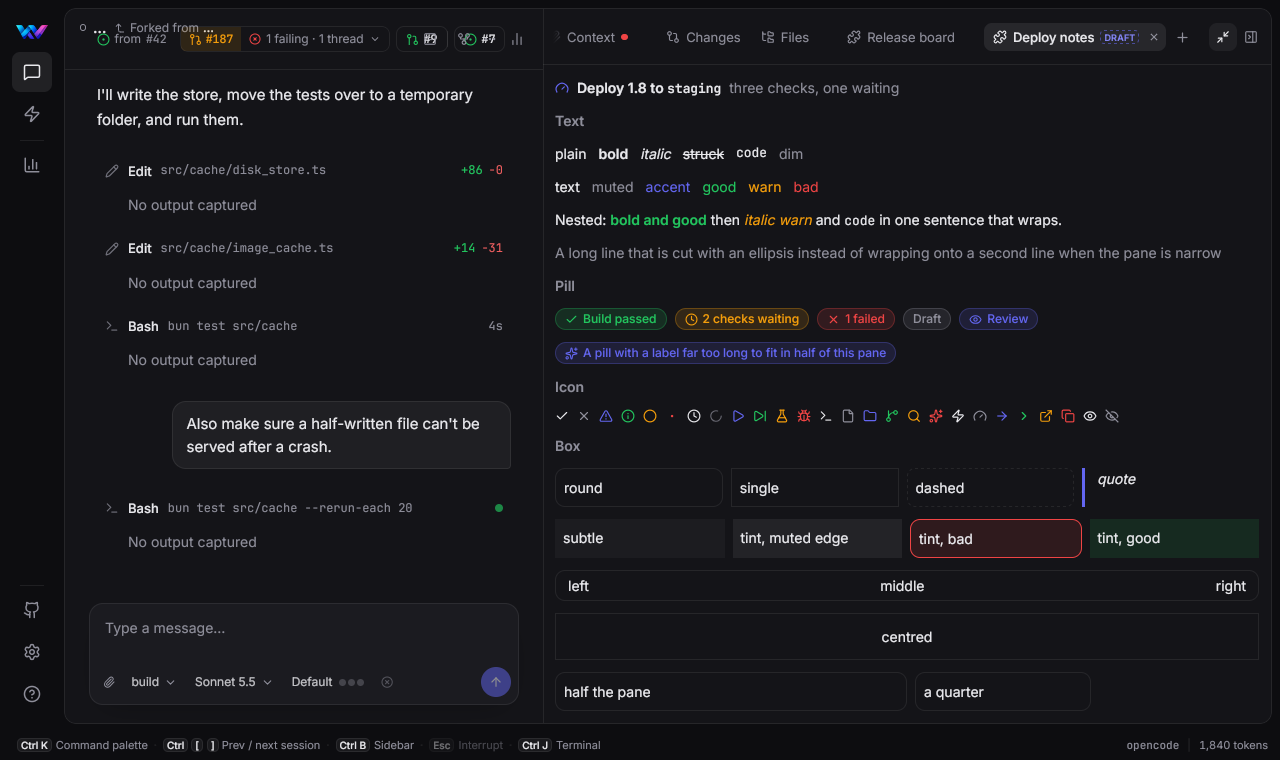 ... Forked from ...
from #42 #187 1 failing · 1 thread #7
I'll write the store, move the tests over to a temporary
folder, and run them.
Edit src/cache/disk_store.ts +86 -0
No output captured
Edit src/cache/image_cache.ts +14 -31
No output captured
Bash bun test src/cache 4s
No output captured
Also make sure a half-written file can't be
served after a crash.
Bash bun test src/cache --rerun-each 20
No output captured
Type a message...
build Sonnet 5.5 Default
Context Changes Files Release board Deploy notes DRAFT
Deploy 1.8 to staging three checks, one waiting
Text
plain bold italic struck code dim
text muted accent good warn bad
Nested: bold and good then italic warn and code in one sentence that wraps.
A long line that is cut with an ellipsis instead of wrapping onto a second line when the pane is narrow
Pill
Build passed 2 checks waiting 1 failed Draft Review
A pill with a label far too long to fit in half of this pane
Icon
Box
round single dashed quote
subtle tint, muted edge tint, bad tint, good
left middle right
centred
half the pane a quarter
Ctrl K Command palette · Ctrl [ ] Prev / next session · Ctrl B Sidebar · Esc Interrupt · Ctrl J Terminal
opencode 1,840 tokens